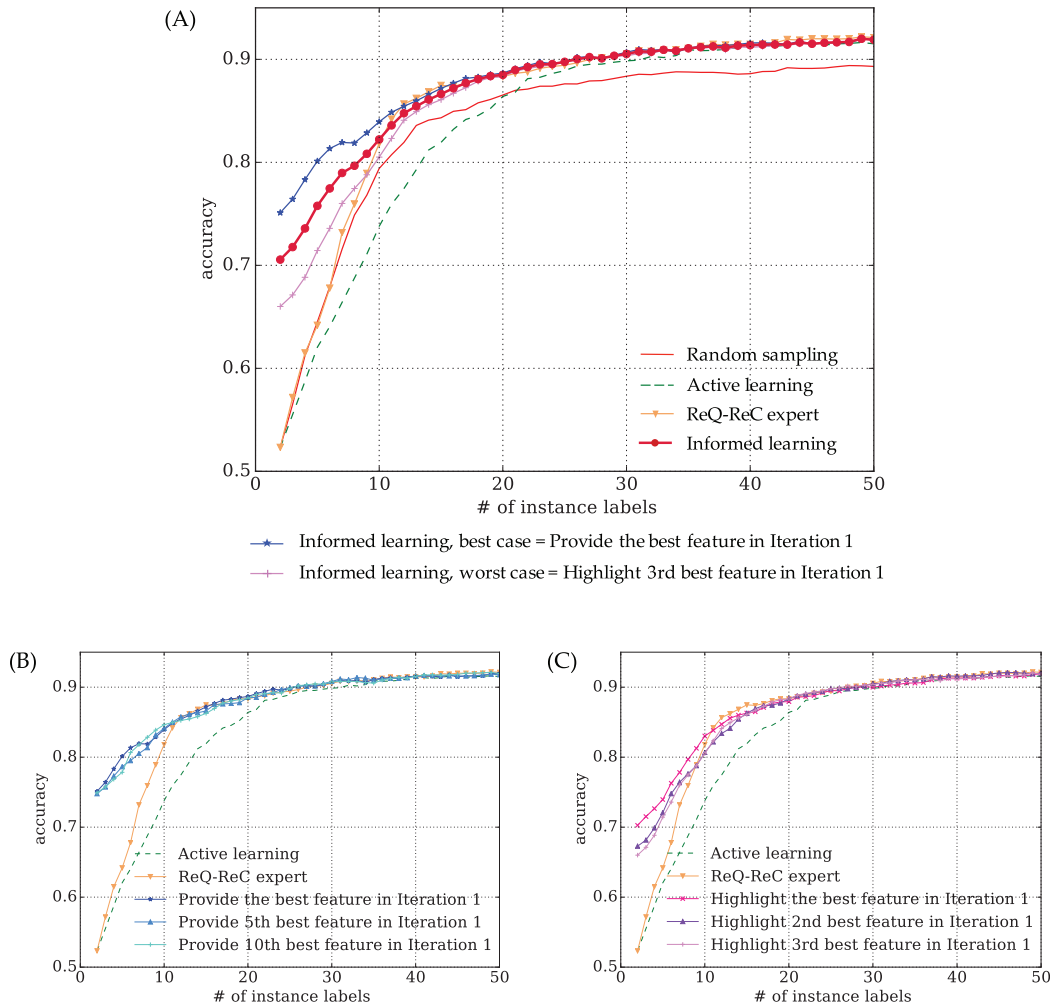 (A)
0.9
0.8
0.7
0.6
0.5
accuracy
0 10 20 30 40 50
# of instance labels
Random sampling
Active learning
ReQ-ReC expert
Informed learning
Informed learning, best case = Provide the best feature in Iteration 1
Informed learning, worst case = Highlight 3rd best feature in Iteration 1
(B)
0.9
0.8
0.7
0.6
0.5
accuracy
0 10 20 30 40 50
# of instance labels
Active learning
ReQ-ReC expert
Provide the best feature in Iteration 1
Provide 5th best feature in Iteration 1
Provide 10th best feature in Iteration 1
(C)
0.9
0.8
0.7
0.6
0.5
accuracy
0 10 20 30 40 50
# of instance labels
Active learning
ReQ-ReC expert
Highlight the best feature in Iteration 1
Highlight 2nd best feature in Iteration 1
Highlight 3rd best feature in Iteration 1